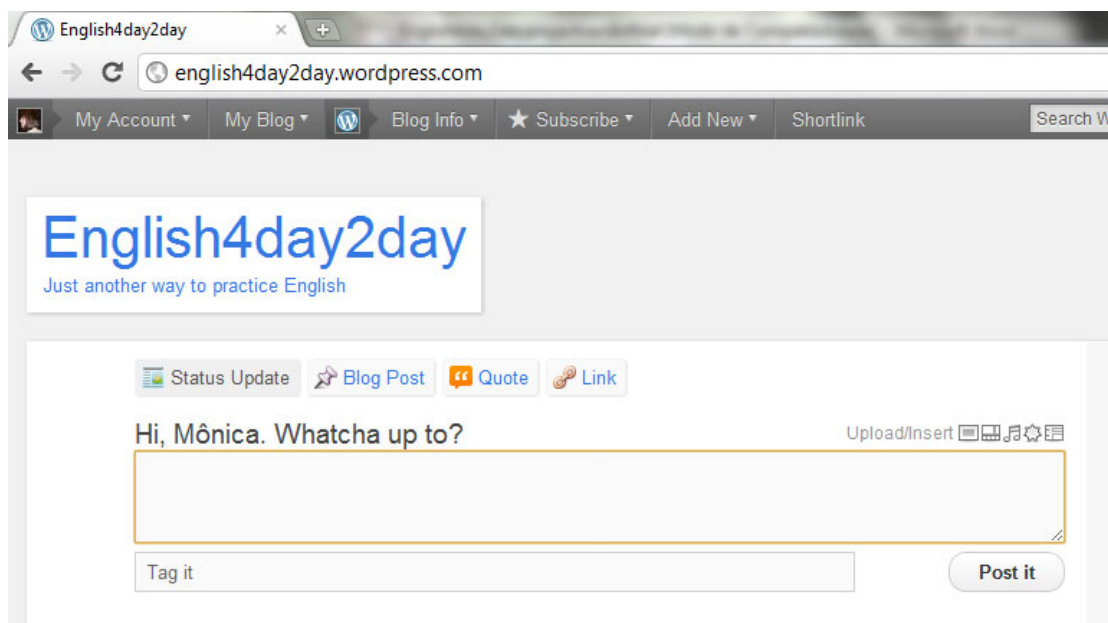 English4day2day
english4day2day.wordpress.com
My Account My Blog Blog Info Subscribe Add New Shortlink Search W
English4day2day
Just another way to practice English
Status Update Blog Post Quote Link
Hi, Mônica. Whatcha up to?
Upload/Insert
Tag it
Post it